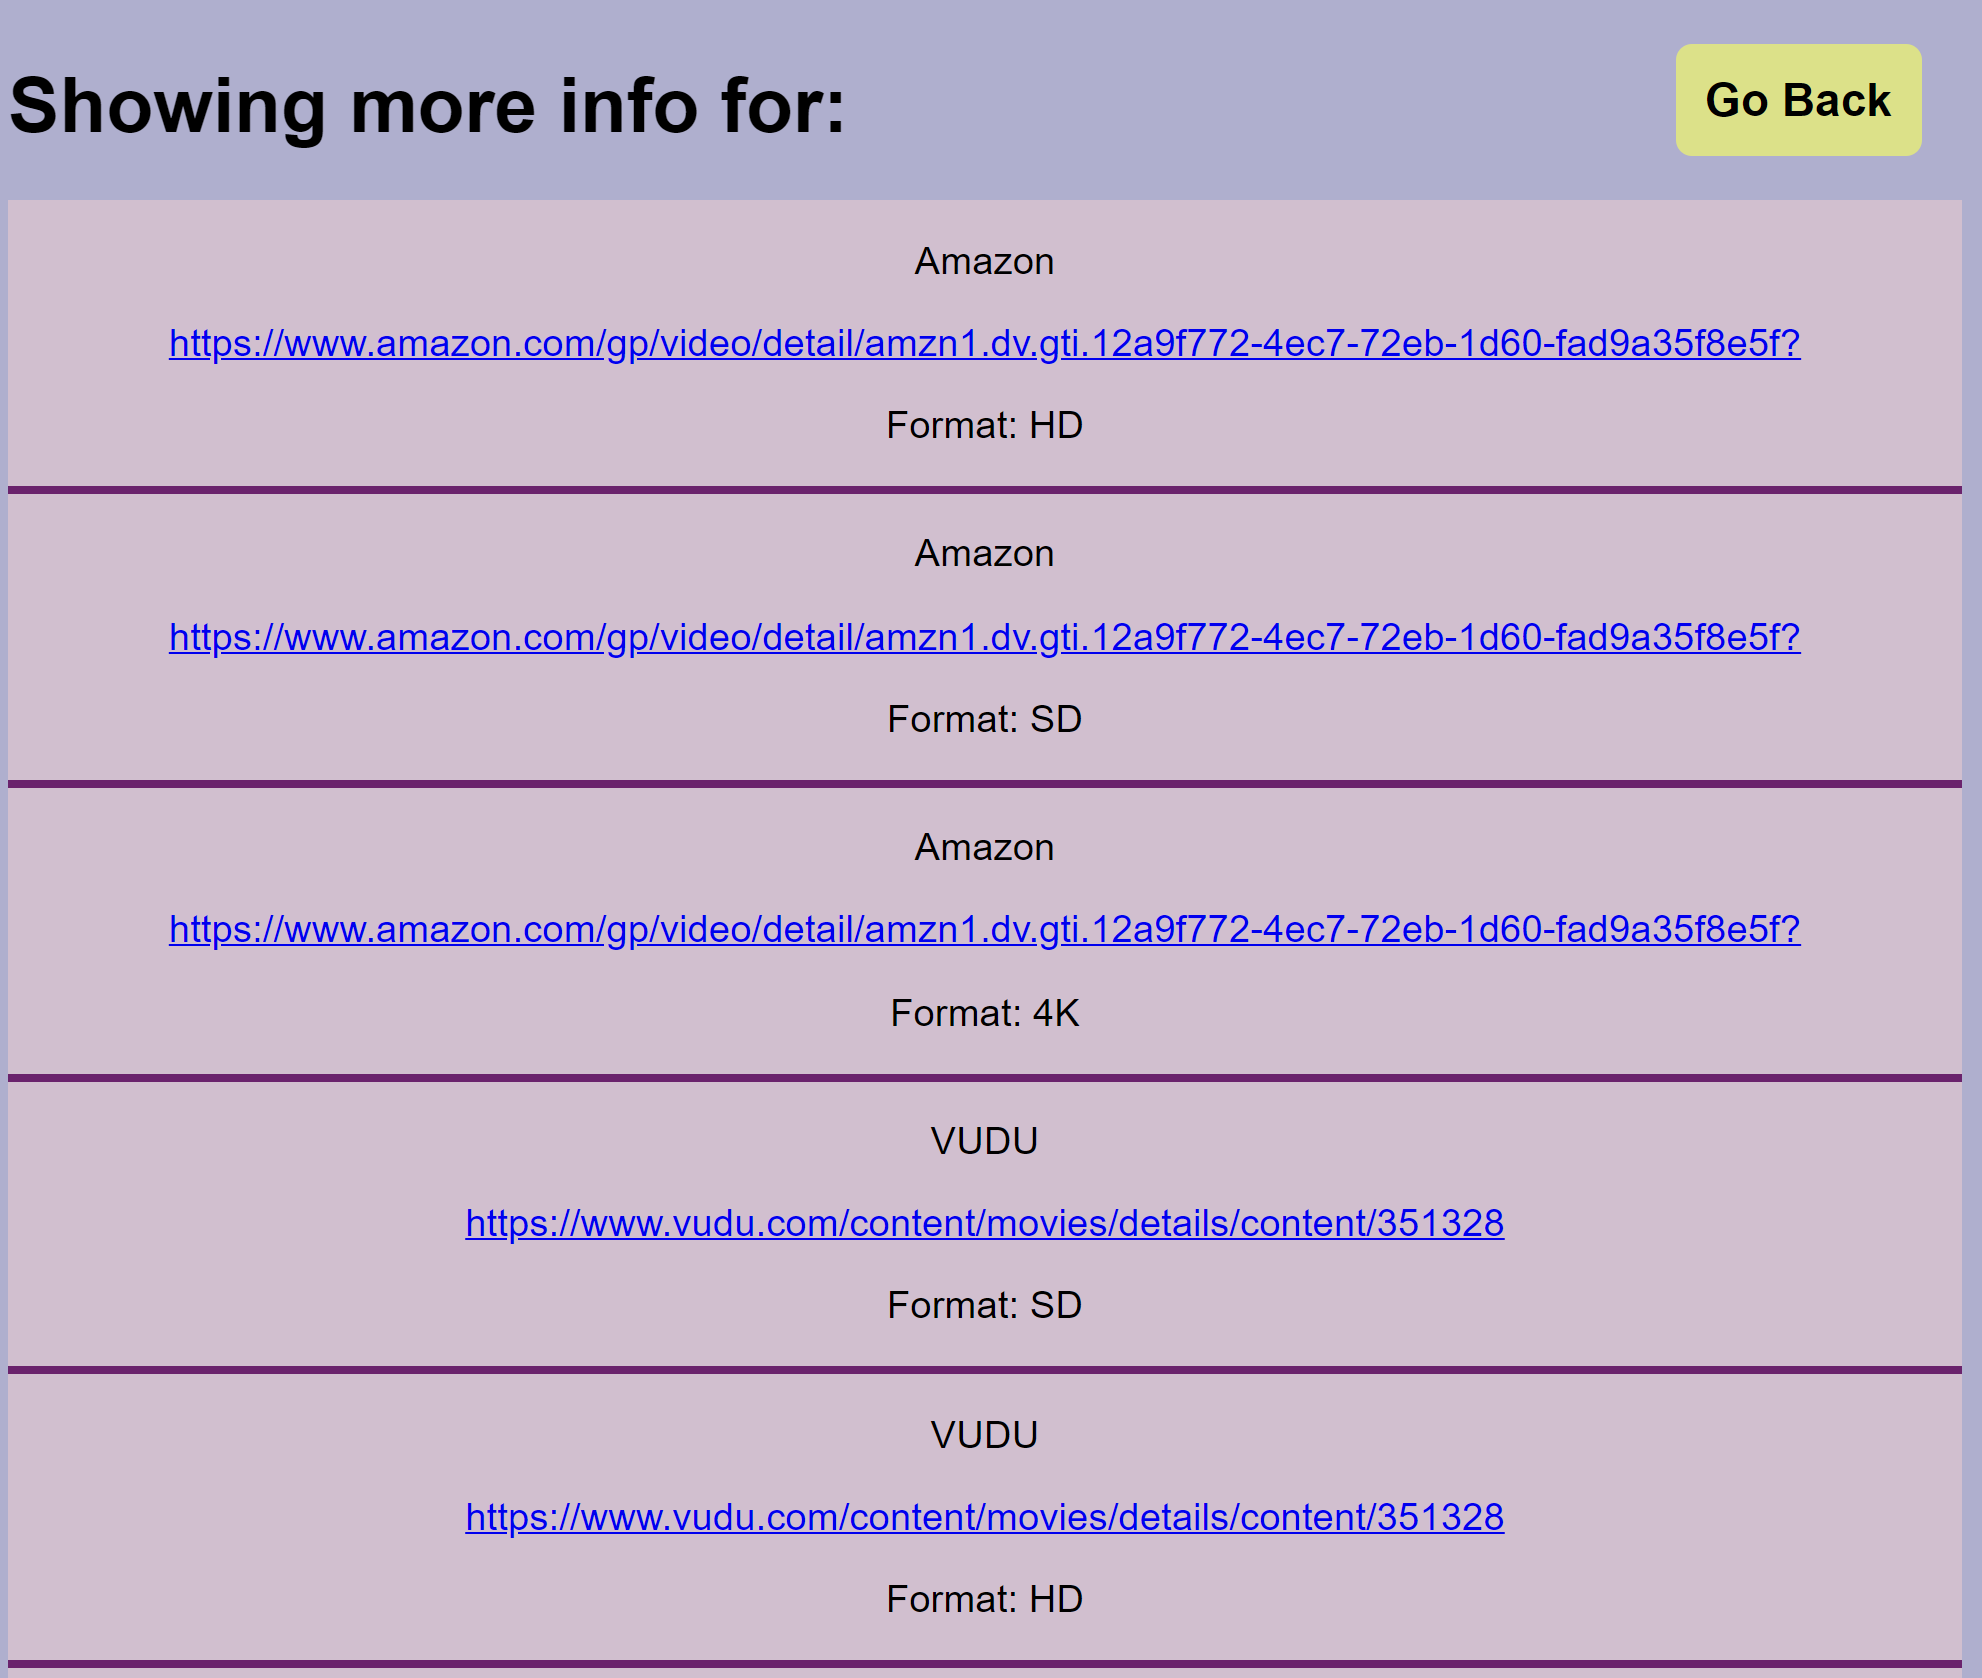 Showing more info for:
Go Back
Amazon
https://www.amazon.com/gp/video/detail/amzn1.dv.gti.12a9f772-4ec7-72eb-1d60-fad9a35f8e5f?
Format: HD
Amazon
https://www.amazon.com/gp/video/detail/amzn1.dv.gti.12a9f772-4ec7-72eb-1d60-fad9a35f8e5f?
Format: SD
Amazon
https://www.amazon.com/gp/video/detail/amzn1.dv.gti.12a9f772-4ec7-72eb-1d60-fad9a35f8e5f?
Format: 4K
VUDU
https://www.vudu.com/content/movies/details/content/351328
Format: SD
VUDU
https://www.vudu.com/content/movies/details/content/351328
Format: HD